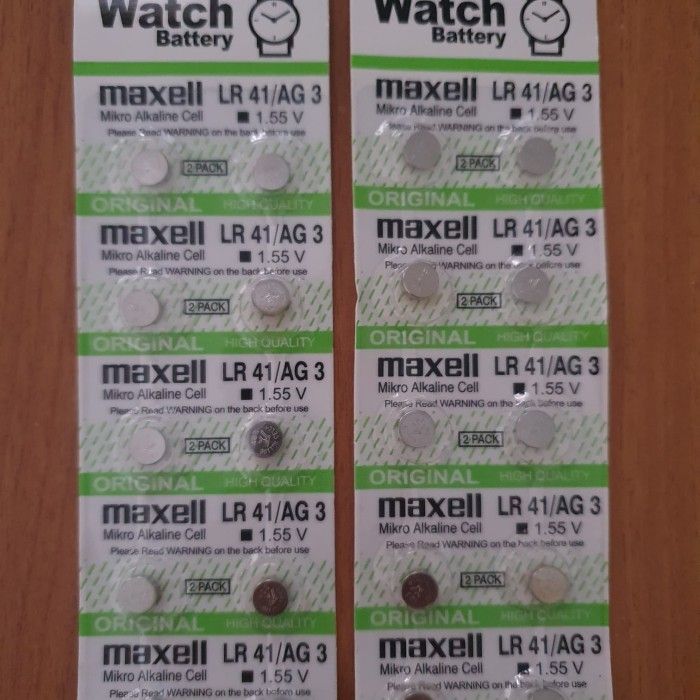 Watch
Battery
maxell LR 41/AG 3
Mikro Alkaline Cell ■ 1.55 V
Please Read WARNING on the back before use
2 PACK
ORIGINAL HIGH QUALITY
maxell LR 41/AG 3
Mikro Alkaline Cell ■ 1.55 V
Please Read WARNING on the back before use
2 PACK
ORIGINAL HIGH QUALITY
maxell LR 41/AG 3
Mikro Alkaline Cell ■ 1.55 V
Please Read WARNING on the back before use
2 PACK
ORIGINAL HIGH QUALITY
maxell LR 41/AG 3
Mikro Alkaline Cell ■ 1.55 V
Please Read WARNING on the back before use
2 PACK
ORIGINAL HIGH QUALITY
maxell LR 41/AG 3
Mikro Alkaline Cell ■ 1.55 V
Please Read WARNING on the back before use
Watch
Battery
maxell LR 41/AG 3
Mikro Alkaline Cell ■ 1.55 V
Please Read WARNING on the back before use
2 PACK
ORIGINAL HIGH QUALITY
maxell LR 41/AG 3
Mikro Alkaline Cell ■ 1.55 V
Please Read WARNING on the back before use
2 PACK
ORIGINAL HIGH QUALITY
maxell LR 41/AG 3
Mikro Alkaline Cell ■ 1.55 V
Please Read WARNING on the back before use
2 PACK
ORIGINAL HIGH QUALITY
maxell LR 41/AG 3
Mikro Alkaline Cell ■ 1.55 V
Please Read WARNING on the back before use
2 PACK
ORIGINAL HIGH QUALITY
maxell LR 41/AG 3
Mikro Alkaline Cell ■ 1.55 V
Please Read WARNING on the back before use